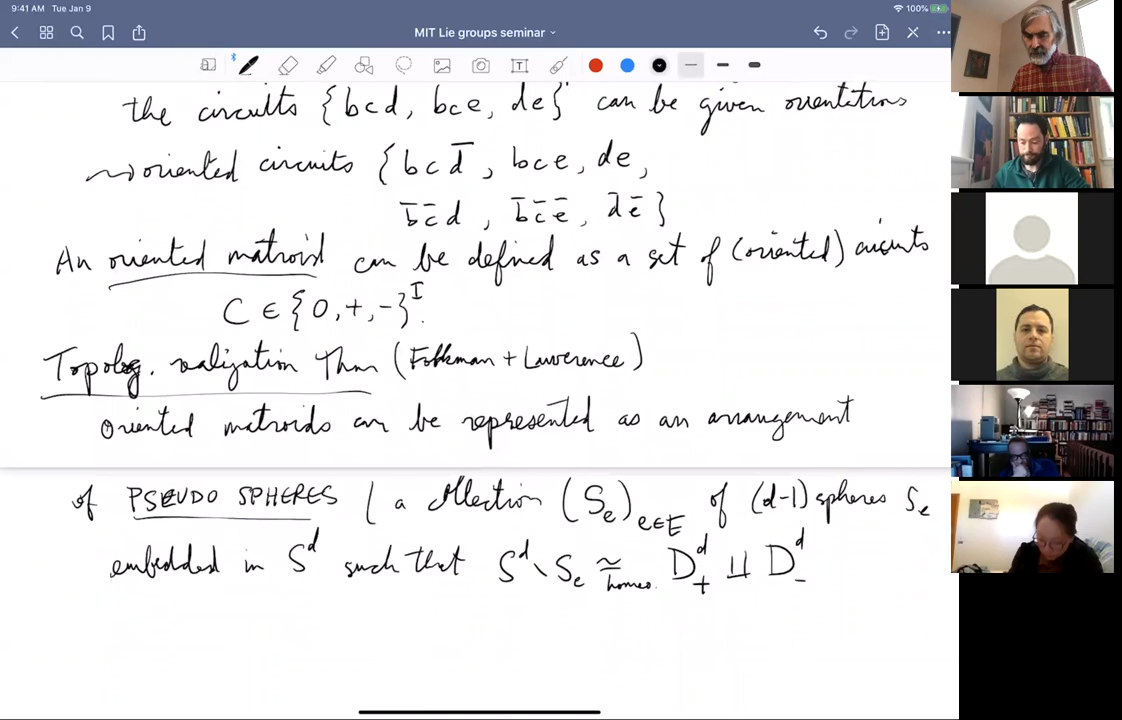 9:41 AM Tue Jan 9
100%
MIT Lie groups seminar
the circuits {bcd, bce, de} can be given orientations
⇝ oriented circuits {bcd̄, bce, de,
b̄c̄d, b̄c̄ē, d̄ē}
An oriented matroid can be defined as a set of (oriented) circuits
C ∈ {0,+,-}^I.
Topolog. realization Thm (Folkman + Lawerence)
Oriented matroids can be represented as an arrangement
of PSEUDO SPHERES ( a collection (S_e)_{e∈E} of (d-1) spheres S_e
embedded in S^d such that S^d \ S_e ≃ homeo. D^d_+ ⊔ D^d_-